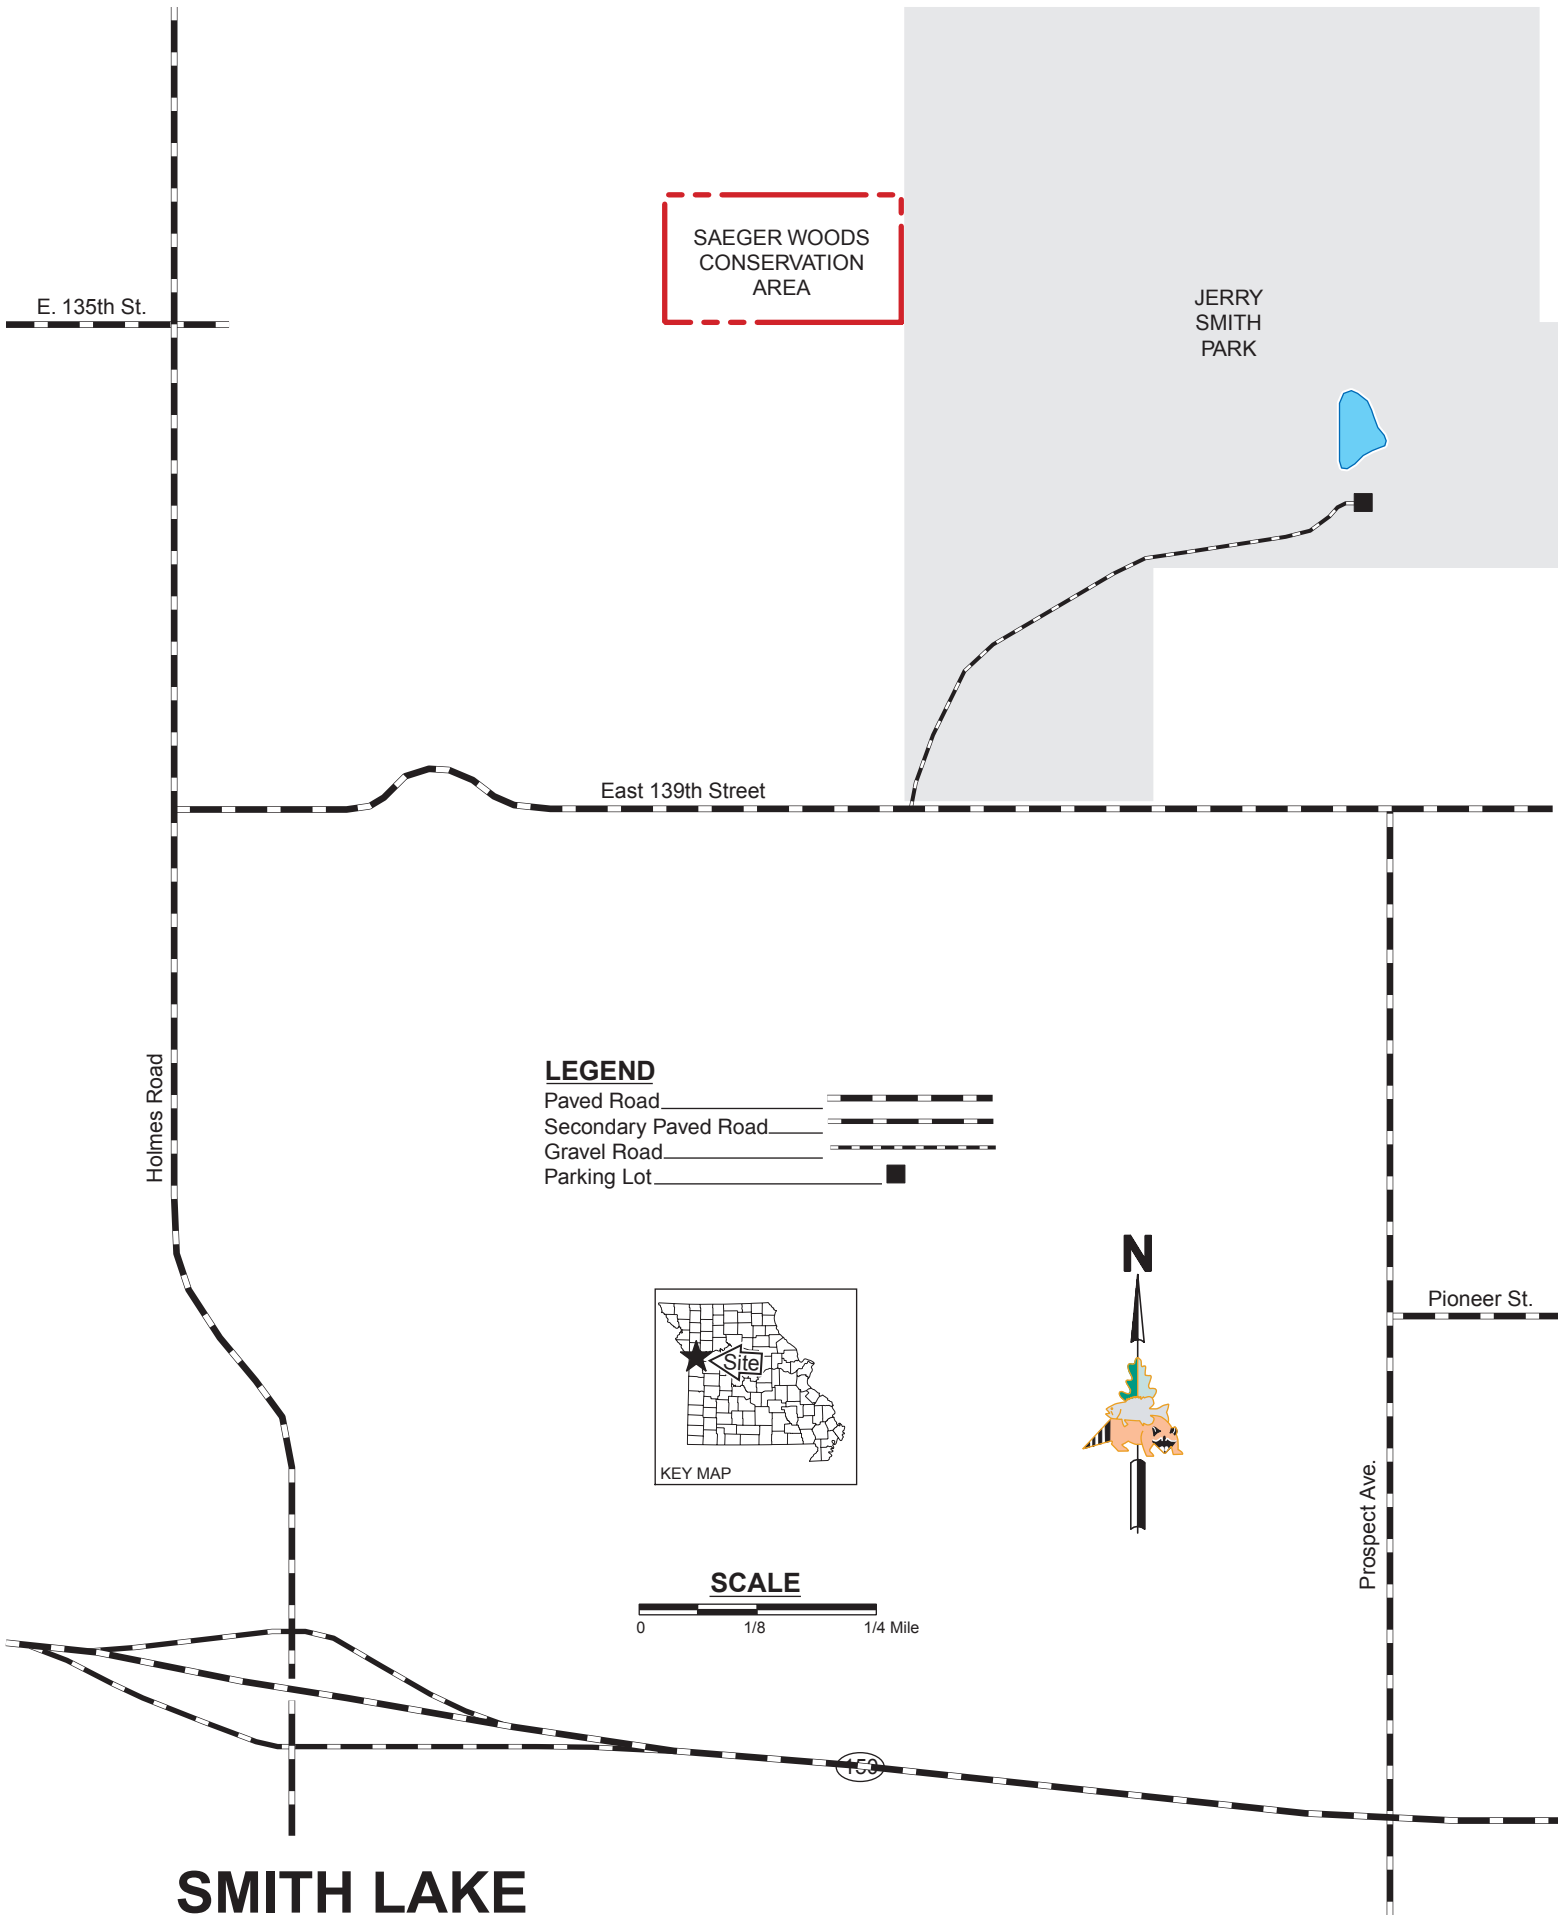 SAEGER WOODS
CONSERVATION
AREA
JERRY
SMITH
PARK
E. 135th St.
East 139th Street
Holmes Road
LEGEND
Paved Road
Secondary Paved Road
Gravel Road
Parking Lot
N
Pioneer St.
Site
KEY MAP
Prospect Ave.
SCALE
0 1/8 1/4 Mile
SMITH LAKE